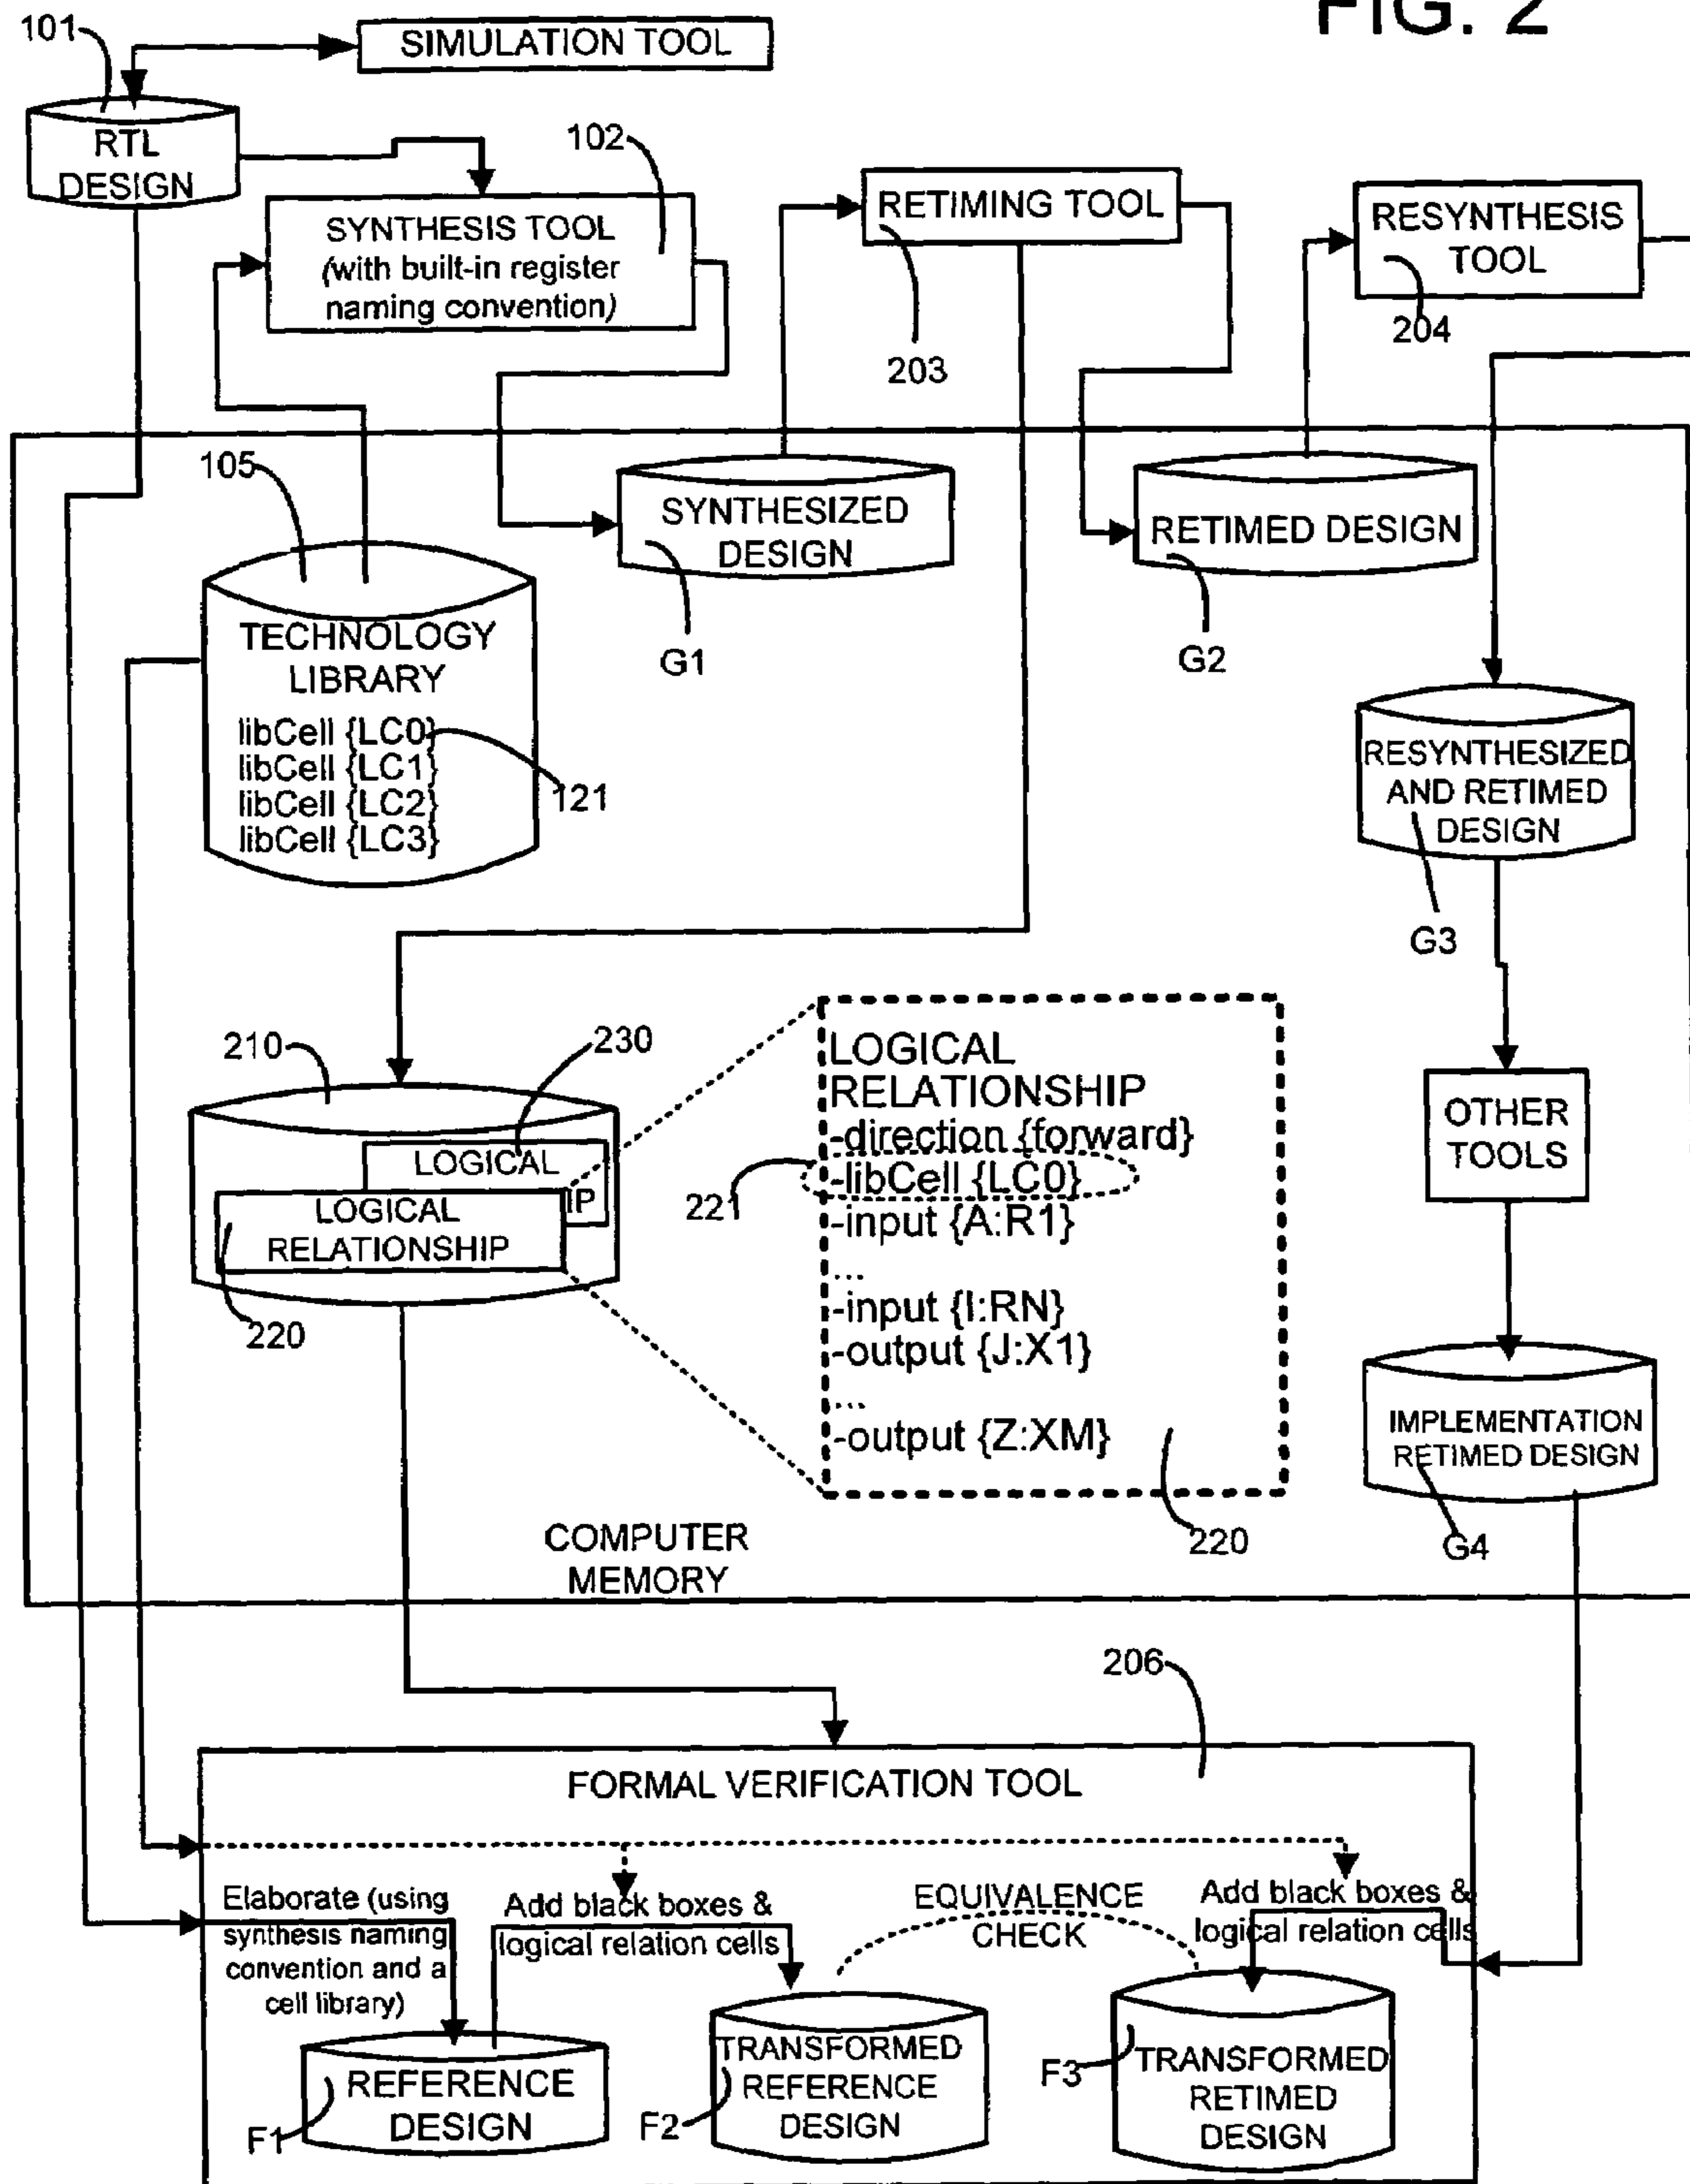 FIG. 2
101
SIMULATION TOOL
RTL
DESIGN
102
SYNTHESIS TOOL
(with built-in register
naming convention)
RETIMING TOOL
203
RESYNTHESIS
TOOL
204
105
TECHNOLOGY
LIBRARY
libCell {LC0}
libCell {LC1}
libCell {LC2}
libCell {LC3}
121
SYNTHESIZED
DESIGN
G1
RETIMED DESIGN
G2
RESYNTHESIZED
AND RETIMED
DESIGN
G3
210
230
LOGICAL
IP
LOGICAL
RELATIONSHIP
220
LOGICAL
RELATIONSHIP
-direction {forward}
221
-libCell {LC0}
-input {A:R1}
...
-input {I:RN}
-output {J:X1}
...
-output {Z:XM}
220
OTHER
TOOLS
IMPLEMENTATION
RETIMED DESIGN
G4
COMPUTER
MEMORY
206
FORMAL VERIFICATION TOOL
Elaborate (using
synthesis naming
convention and a
cell library)
Add black boxes &
logical relation cells
EQUIVALENCE
CHECK
Add black boxes &
logical relation cells
REFERENCE
DESIGN
F1
TRANSFORMED
REFERENCE
DESIGN
F2
TRANSFORMED
RETIMED
DESIGN
F3